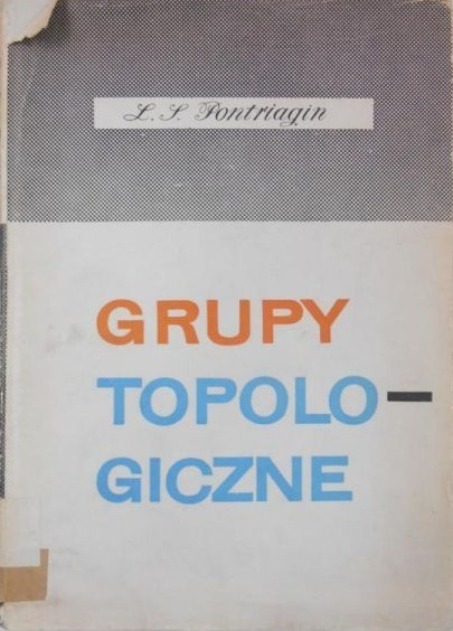 L. S. Pontriagin
GRUPY
TOPOLO-
GICZNE